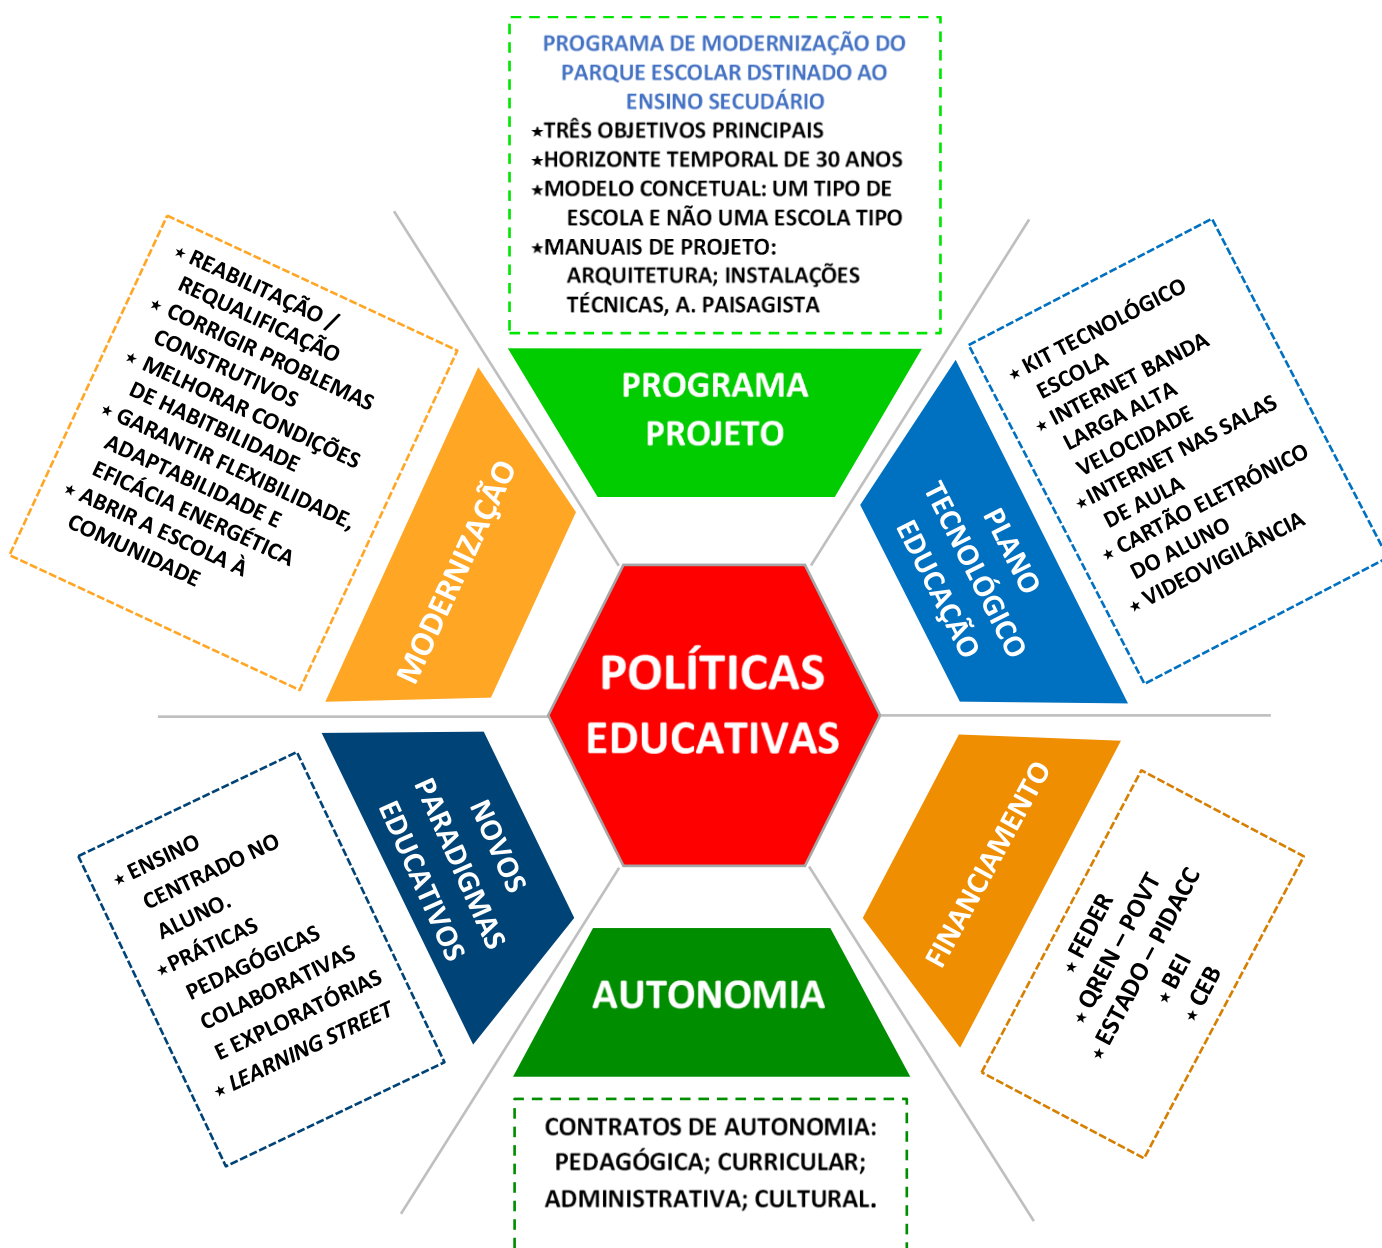 PROGRAMA DE MODERNIZAÇÃO DO
PARQUE ESCOLAR DSTINADO AO
ENSINO SECUDÁRIO
★TRÊS OBJETIVOS PRINCIPAIS
★HORIZONTE TEMPORAL DE 30 ANOS
★MODELO CONCETUAL: UM TIPO DE
ESCOLA E NÃO UMA ESCOLA TIPO
★MANUAIS DE PROJETO:
ARQUITETURA; INSTALAÇÕES
TÉCNICAS, A. PAISAGISTA
PROGRAMA
PROJETO
★ REABILITAÇÃO /
REQUALIFICAÇÃO
★ CORRIGIR PROBLEMAS
CONSTRUTIVOS
★ MELHORAR CONDIÇÕES
DE HABITBILIDADE
★ GARANTIR FLEXIBILIDADE,
ADAPTABILIDADE E
EFICÁCIA ENERGÉTICA
★ ABRIR A ESCOLA À
COMUNIDADE
MODERNIZAÇÃO
PLANO
TECNOLÓGICO
EDUCAÇÃO
★ KIT TECNOLÓGICO
ESCOLA
★ INTERNET BANDA
LARGA ALTA
VELOCIDADE
★INTERNET NAS SALAS
DE AULA
★ CARTÃO ELETRÓNICO
DO ALUNO
★ VIDEOVIGILÂNCIA
POLÍTICAS
EDUCATIVAS
NOVOS
PARADIGMAS
EDUCATIVOS
★ ENSINO
CENTRADO NO
ALUNO.
★PRÁTICAS
PEDAGÓGICAS
COLABORATIVAS
E EXPLORATÓRIAS
★ LEARNING STREET
FINANCIAMENTO
★ FEDER
★ QREN – POVT
★ ESTADO – PIDACC
★ BEI
★ CEB
AUTONOMIA
CONTRATOS DE AUTONOMIA:
PEDAGÓGICA; CURRICULAR;
ADMINISTRATIVA; CULTURAL.